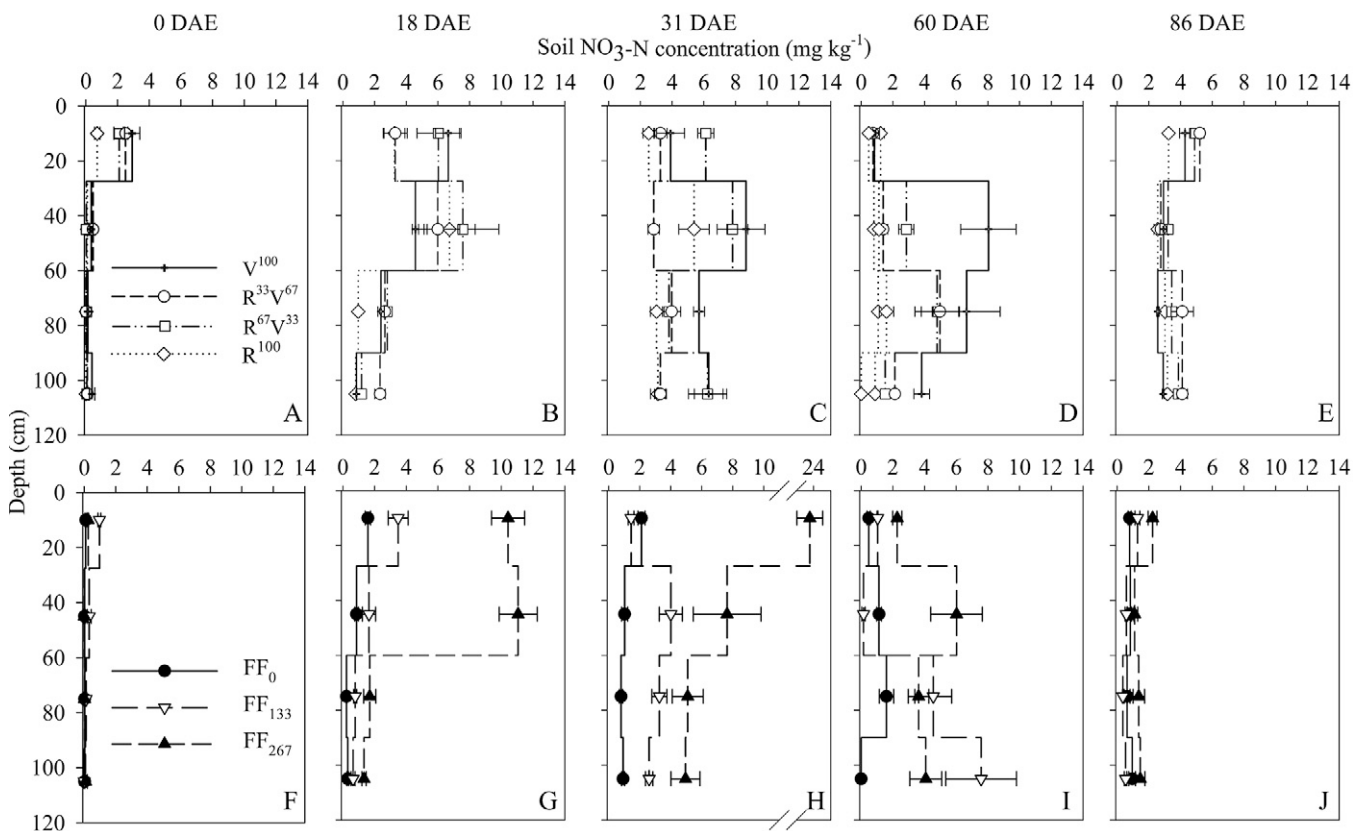 0 DAE 18 DAE 31 DAE 60 DAE 86 DAE
Soil NO3-N concentration (mg kg-1)
0 2 4 6 8 10 12 14 0 2 4 6 8 10 12 14 0 2 4 6 8 10 12 14 0 2 4 6 8 10 12 14 0 2 4 6 8 10 12 14
0
20
40
60
80
100
120
V100
R33V67
R67V33
R100
A B C D E
Depth (cm)
0 2 4 6 8 10 12 14 0 2 4 6 8 10 12 14 0 2 4 6 8 10 24 0 2 4 6 8 10 12 14 0 2 4 6 8 10 12 14
0
20
40
60
80
100
120
FF0
FF133
FF267
F G H I J